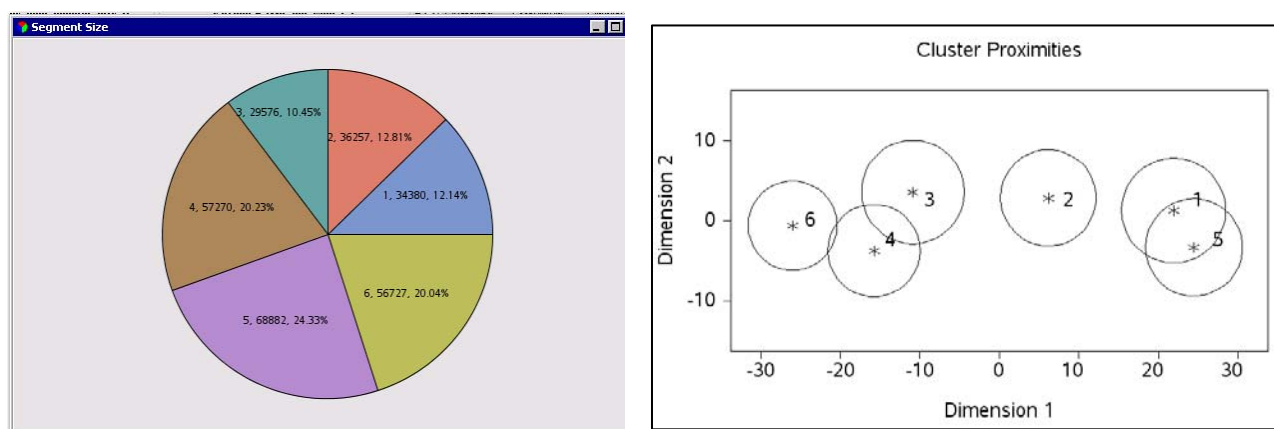 Segment Size
3, 29576, 10.45%
2, 36257, 12.81%
1, 34380, 12.14%
4, 57270, 20.23%
6, 56727, 20.04%
5, 68882, 24.33%
Cluster Proximities
Dimension 2
10
0
-10
6
4
3
2
1
5
-30
-20
-10
0
10
20
30
Dimension 1